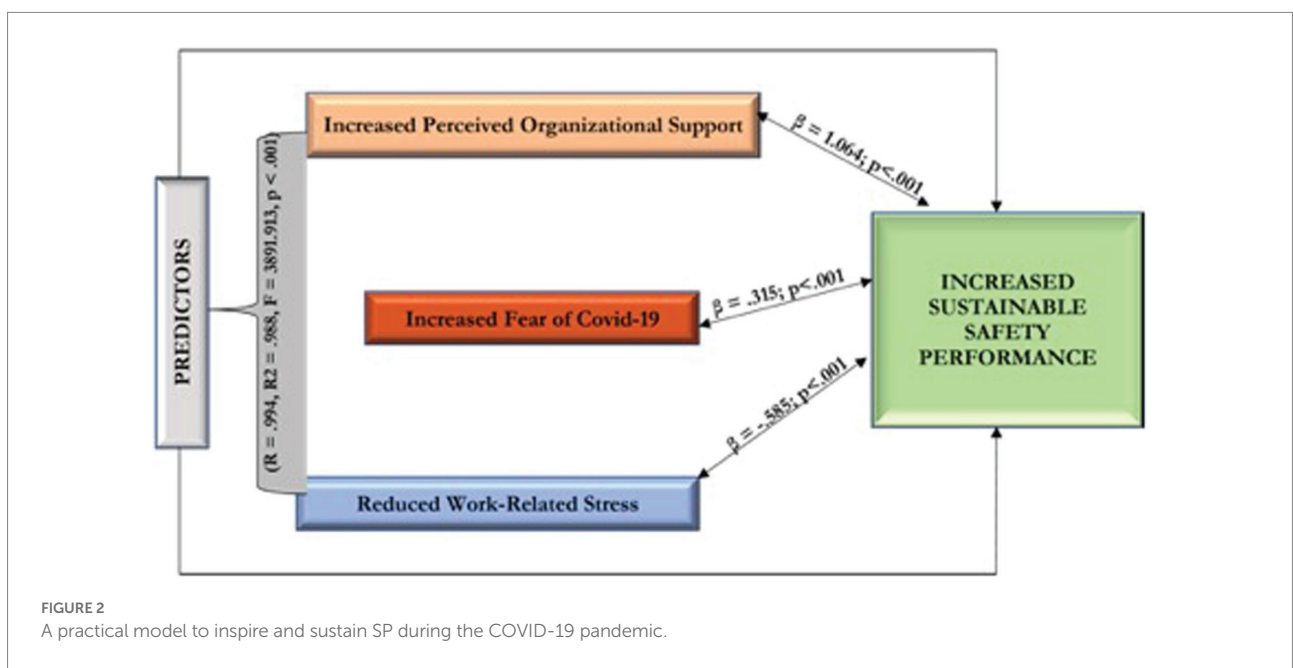 Increased Perceived Organizational Support
β = 1.064; p<.001
PREDICTORS
(R = .994, R2 = .988, F = 3891.913, p < .001)
Increased Fear of Covid-19
β = .315; p<.001
INCREASED
SUSTAINABLE
SAFETY
PERFORMANCE
β = -.585; p<.001
Reduced Work-Related Stress
FIGURE 2
A practical model to inspire and sustain SP during the COVID-19 pandemic.